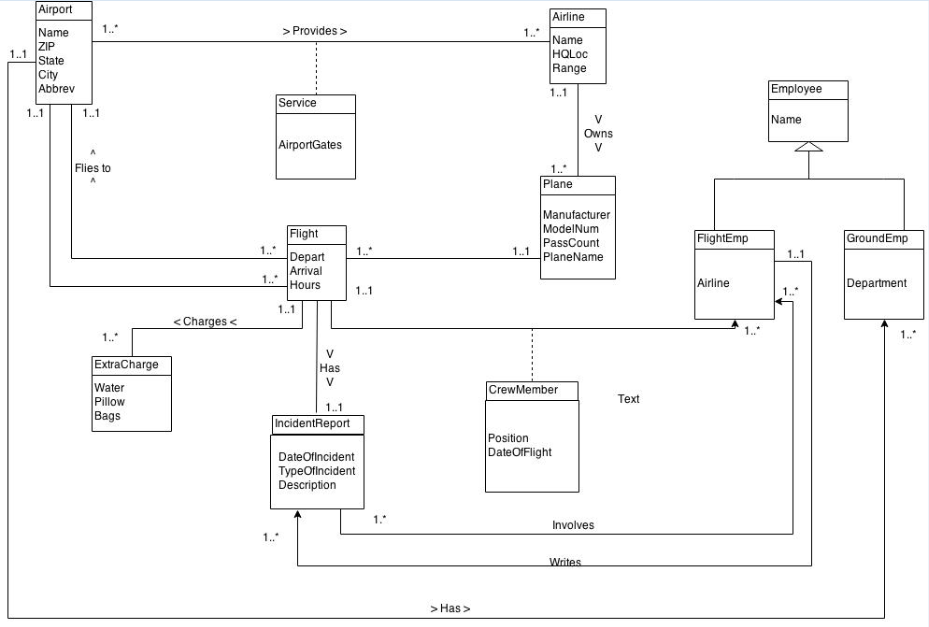 Airport
Name
ZIP
State
City
Abbrev
1..*
> Provides >
1..*
Airline
Name
HQLoc
Range
1..1
1..1
1..1
1..1
Service
AirportGates
V
Owns
V
Employee
Name
^
Flies to
^
1..*
Plane
Manufacturer
ModelNum
PassCount
PlaneName
Flight
Depart
Arrival
Hours
1..*
1..*
1..*
1..1
1..1
1..1
FlightEmp
Airline
1..1
1..*
GroundEmp
Department
< Charges <
1..*
1..*
1..*
ExtraCharge
Water
Pillow
Bags
V
Has
V
1..1
CrewMember
Position
DateOfFlight
Text
IncidentReport
DateOfIncident
TypeOfIncident
Description
1.*
Involves
1..*
Writes
> Has >